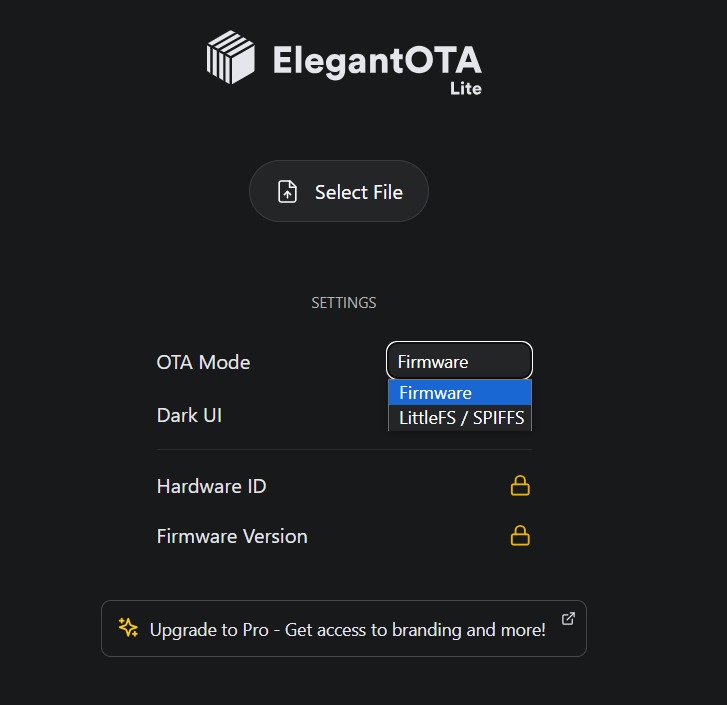 ElegantOTA
Lite
Select File
SETTINGS
OTA Mode
Firmware
Firmware
LittleFS / SPIFFS
Dark UI
Hardware ID
Firmware Version
Upgrade to Pro - Get access to branding and more!